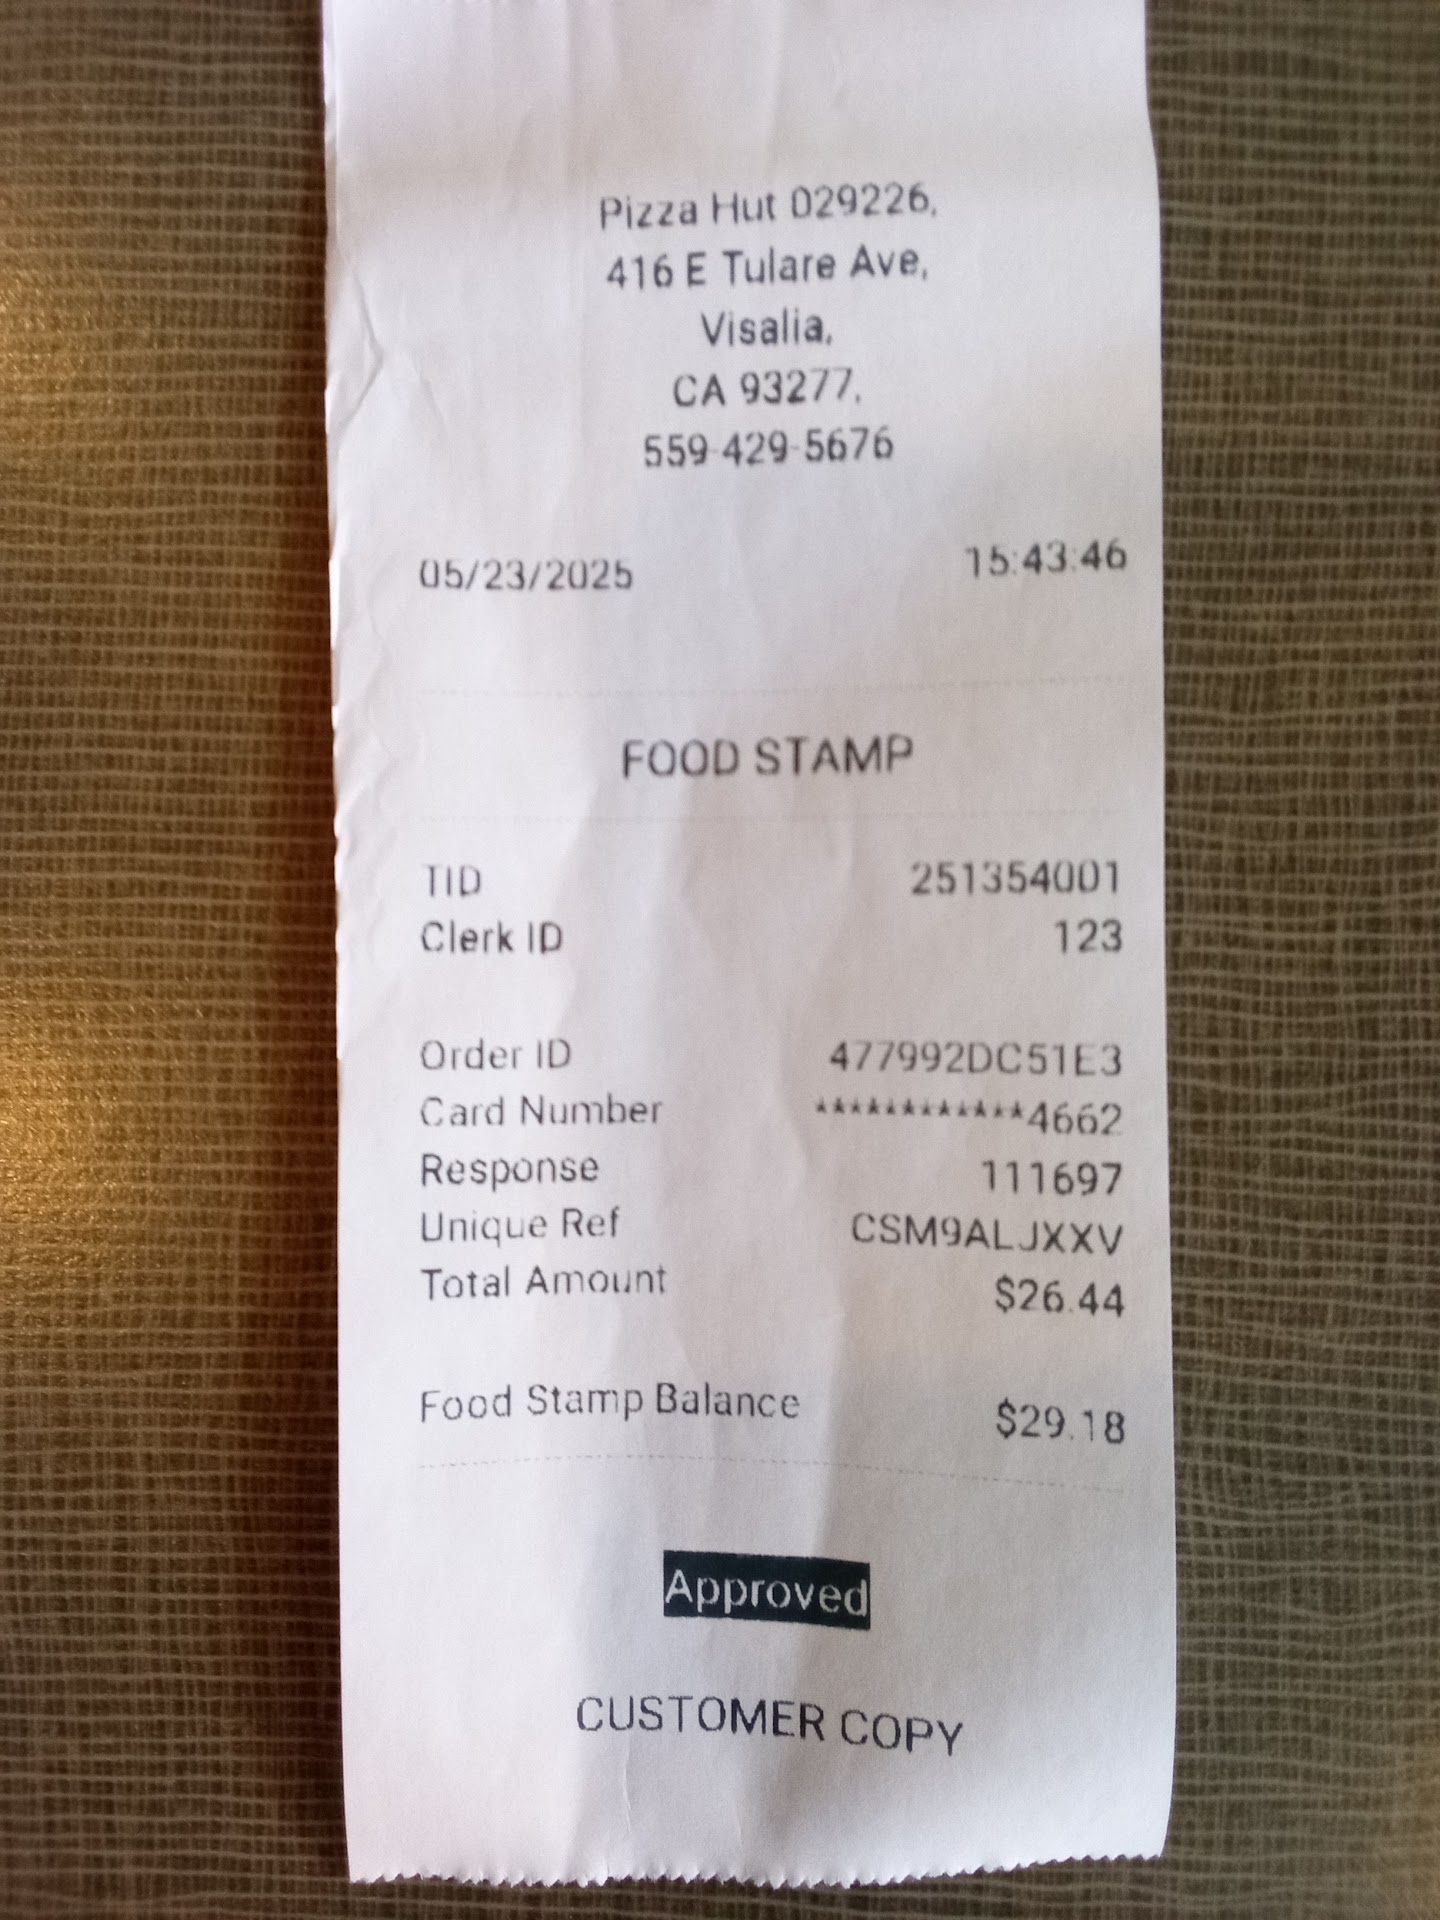 Pizza Hut 029226,
416 E Tulare Ave,
Visalia,
CA 93277,
559-429-5676
05/23/2025 15:43:46
FOOD STAMP
TID 251354001
Clerk ID 123
Order ID 477992DC51E3
Card Number ************4662
Response 111697
Unique Ref CSM9ALJXXV
Total Amount $26.44
Food Stamp Balance $29.18
Approved
CUSTOMER COPY